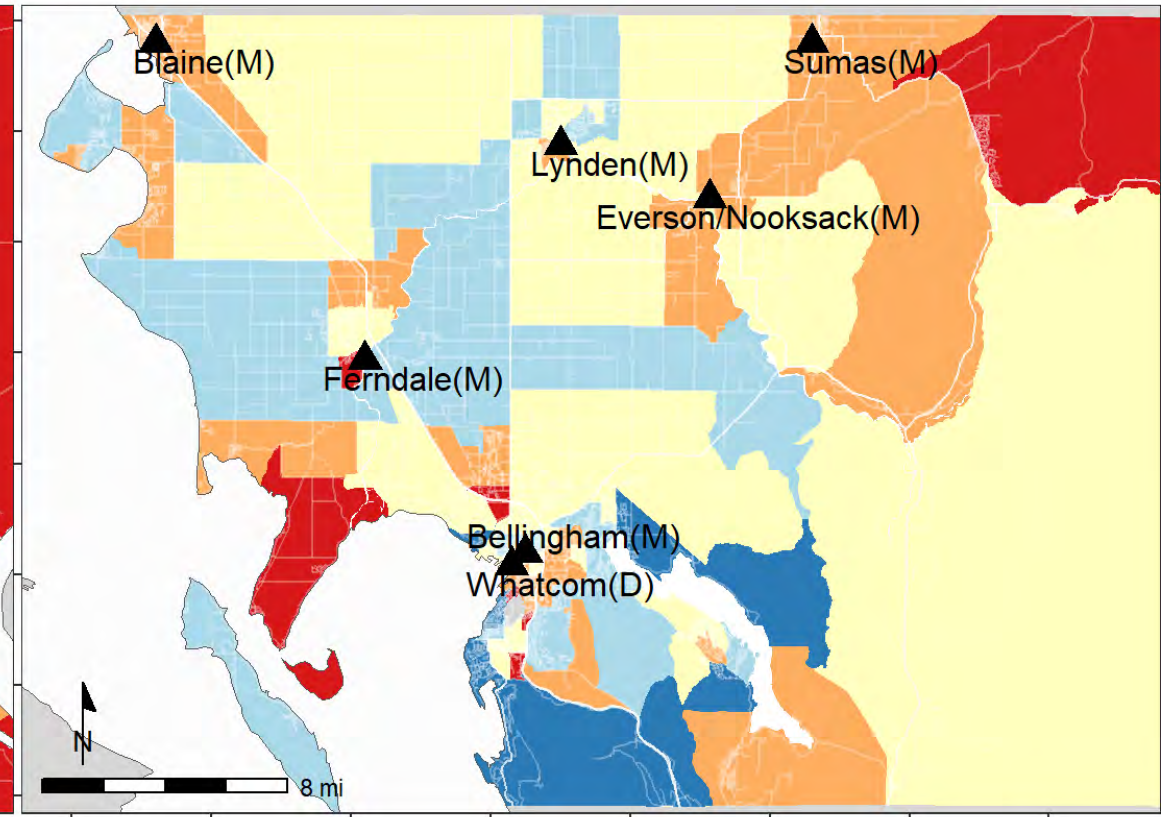 Blaine(M)
Sumas(M)
Lynden(M)
Everson/Nooksack(M)
Ferndale(M)
Bellingham(M)
Whatcom(D)
N
8 mi